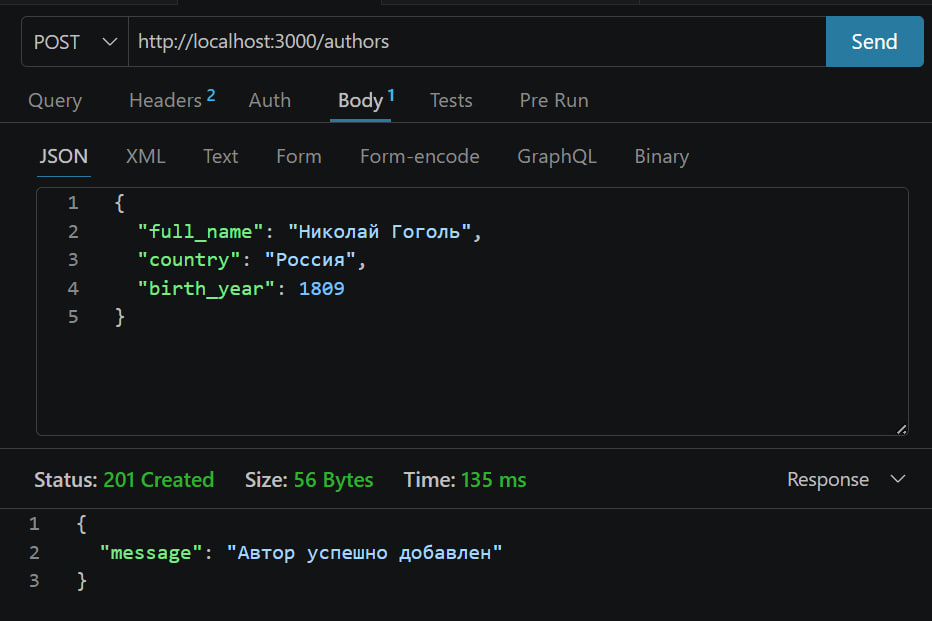 POST http://localhost:3000/authors Send
Query Headers 2 Auth Body 1 Tests Pre Run
JSON XML Text Form Form-encode GraphQL Binary
1 {
2 "full_name": "Николай Гоголь",
3 "country": "Россия",
4 "birth_year": 1809
5 }
Status: 201 Created Size: 56 Bytes Time: 135 ms Response
1 {
2 "message": "Автор успешно добавлен"
3 }